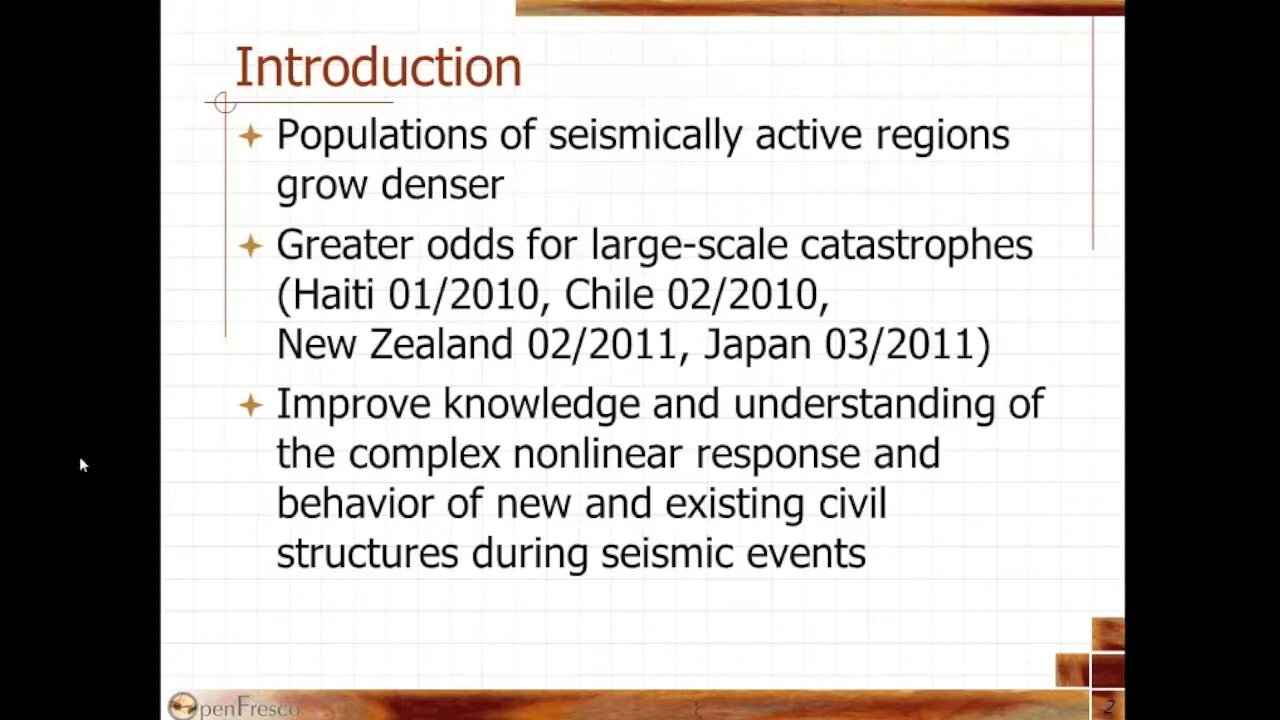 Introduction
Populations of seismically active regions
grow denser
Greater odds for large-scale catastrophes
(Haiti 01/2010, Chile 02/2010,
New Zealand 02/2011, Japan 03/2011)
Improve knowledge and understanding of
the complex nonlinear response and
behavior of new and existing civil
structures during seismic events
OpenFresco
2